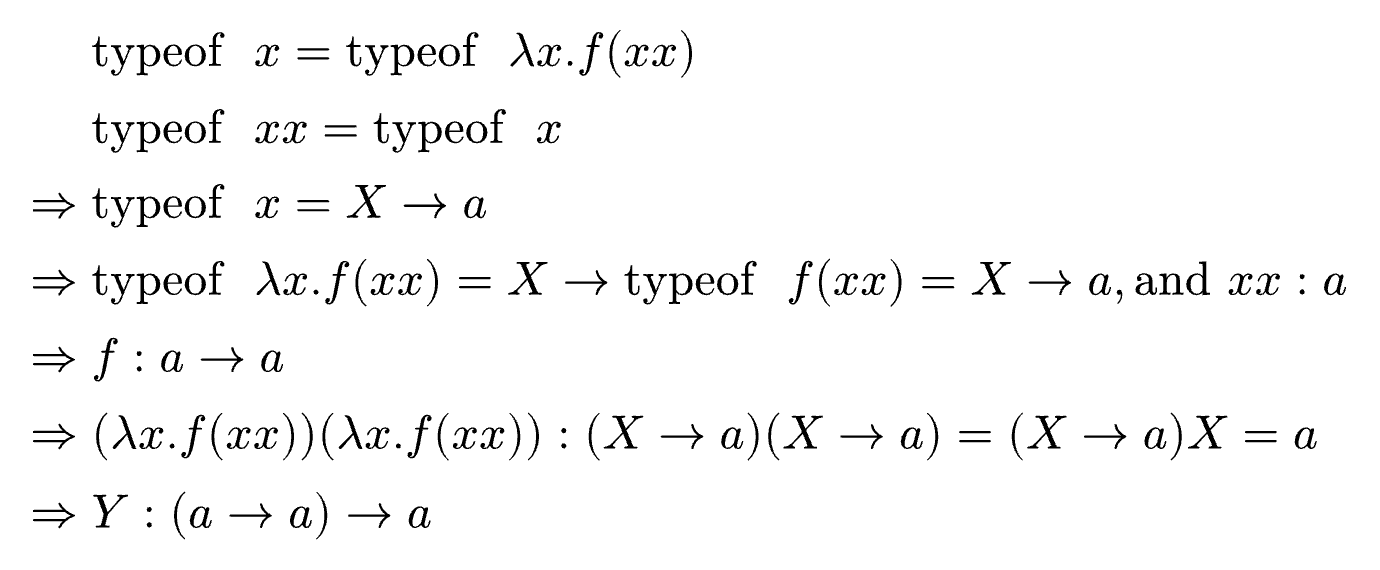 typeof x = typeof λx.f(xx)
typeof xx = typeof x
⇒ typeof x = X → a
⇒ typeof λx.f(xx) = X → typeof f(xx) = X → a, and xx : a
⇒ f : a → a
⇒ (λx.f(xx))(λx.f(xx)) : (X → a)(X → a) = (X → a)X = a
⇒ Y : (a → a) → a